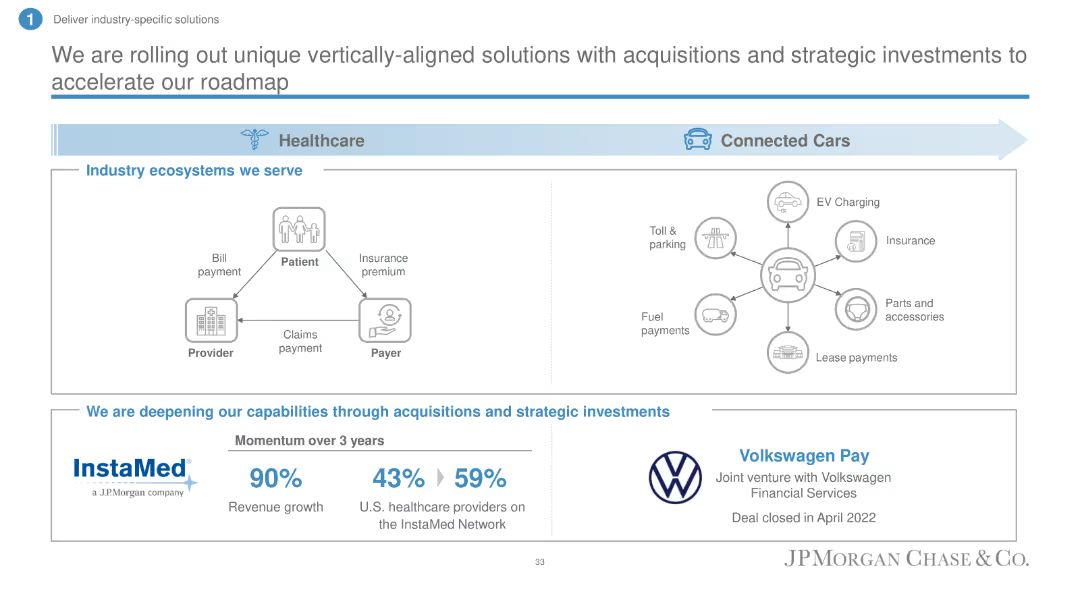 1 Deliver industry-specific solutions
We are rolling out unique vertically-aligned solutions with acquisitions and strategic investments to
accelerate our roadmap
Healthcare
Connected Cars
Industry ecosystems we serve
Patient
Bill
payment
Insurance
premium
Claims
payment
Provider
Payer
EV Charging
Toll &
parking
Insurance
Fuel
payments
Parts and
accessories
Lease payments
We are deepening our capabilities through acquisitions and strategic investments
InstaMed®
a J.P.Morgan company
Momentum over 3 years
90%
Revenue growth
43% 59%
U.S. healthcare providers on
the InstaMed Network
Volkswagen Pay
Joint venture with Volkswagen
Financial Services
Deal closed in April 2022
33
JPMORGAN CHASE & CO.